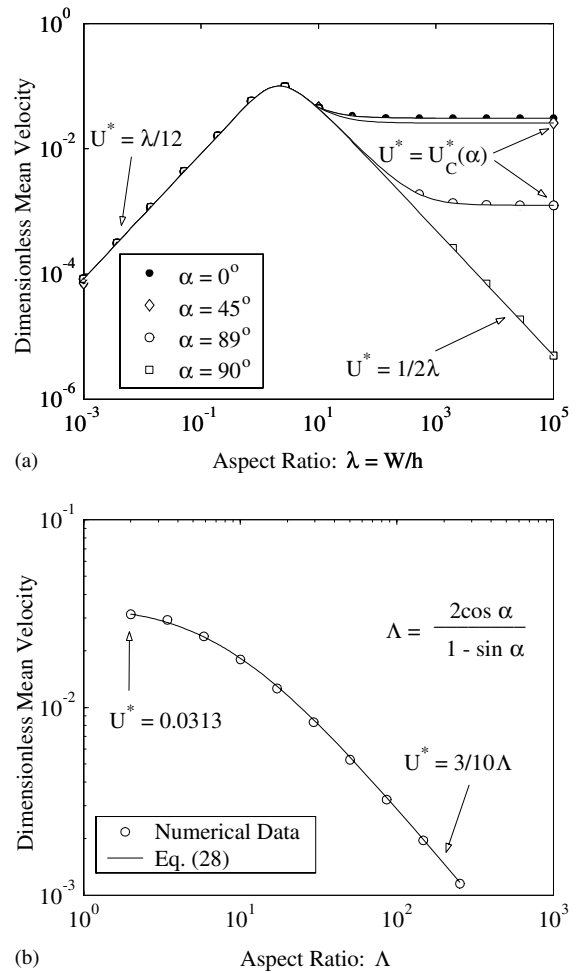 10^0
10^-2
10^-4
10^-6
Dimensionless Mean Velocity
U^* = λ/12
U^* = U^*_C(α)
α = 0^o
α = 45^o
α = 89^o
α = 90^o
U^* = 1/2λ
10^-3
10^-1
10^1
10^3
10^5
(a)
Aspect Ratio: λ = W/h
10^-1
10^-2
10^-3
Dimensionless Mean Velocity
Λ = 2cos α / 1 - sin α
U^* = 0.0313
U^* = 3/10Λ
Numerical Data
Eq. (28)
10^0
10^1
10^2
10^3
(b)
Aspect Ratio: Λ